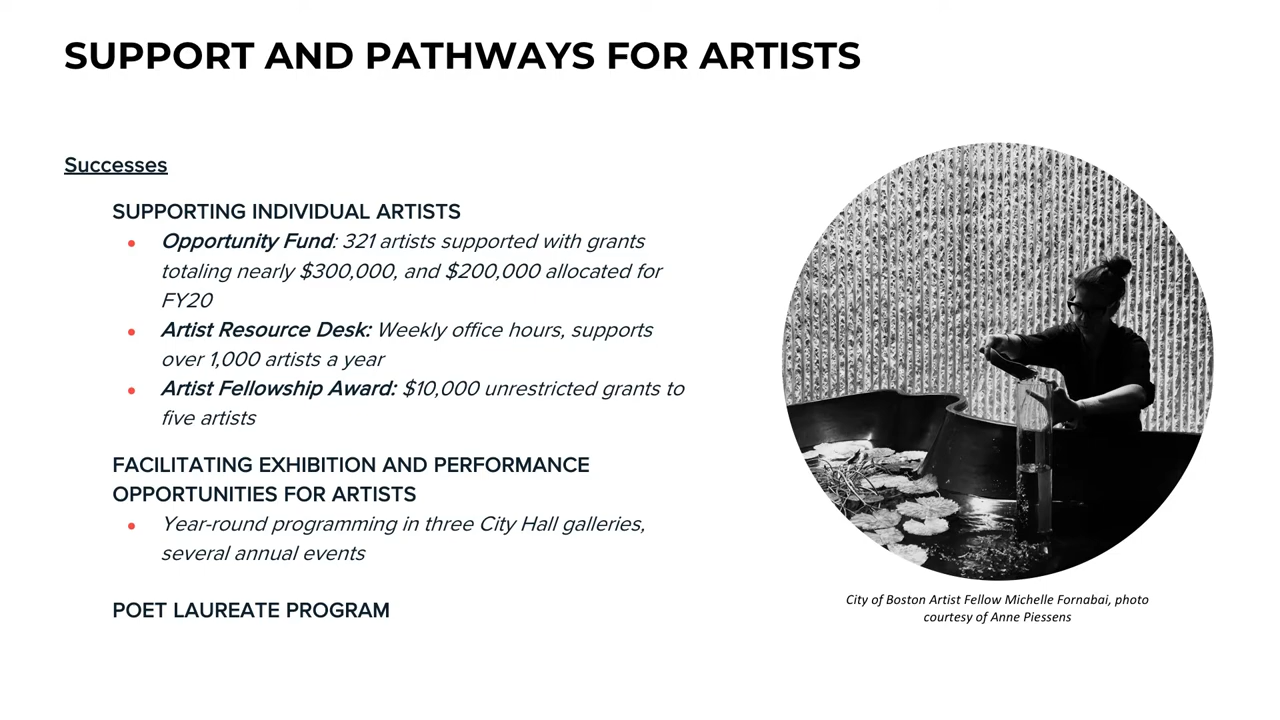 SUPPORT AND PATHWAYS FOR ARTISTS
Successes
SUPPORTING INDIVIDUAL ARTISTS
• Opportunity Fund: 321 artists supported with grants
totaling nearly $300,000, and $200,000 allocated for
FY20
• Artist Resource Desk: Weekly office hours, supports
over 1,000 artists a year
• Artist Fellowship Award: $10,000 unrestricted grants to
five artists
FACILITATING EXHIBITION AND PERFORMANCE
OPPORTUNITIES FOR ARTISTS
• Year-round programming in three City Hall galleries,
several annual events
POET LAUREATE PROGRAM
City of Boston Artist Fellow Michelle Fornabai, photo
courtesy of Anne Piessens